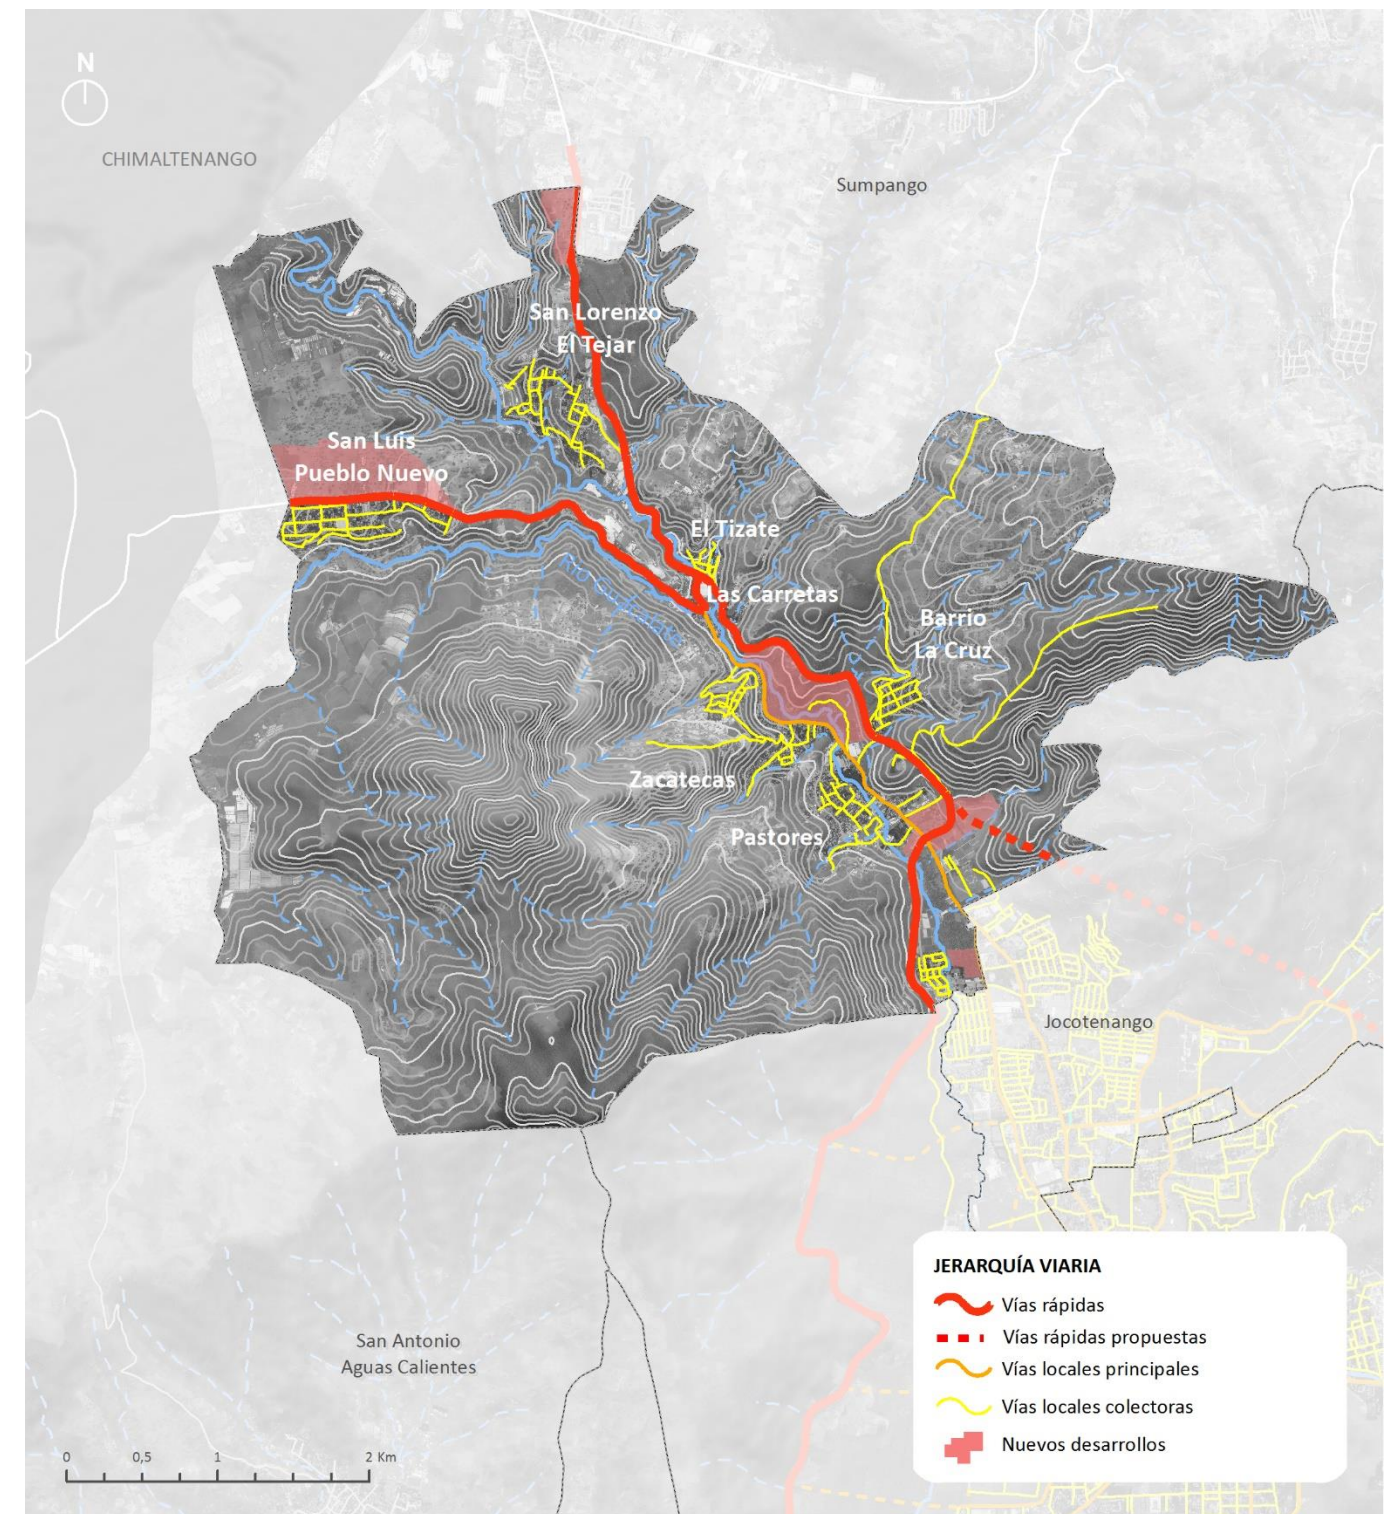 N
CHIMALTENANGO
Sumpango
San Lorenzo
El Tejar
San Luis
Pueblo Nuevo
El Tizate
Las Carretas
Río Guacalate
Barrio
La Cruz
Zacatecas
Pastores
Jocotenango
San Antonio
Aguas Calientes
JERARQUÍA VIARIA
Vías rápidas
Vías rápidas propuestas
Vías locales principales
Vías locales colectoras
Nuevos desarrollos
0 0,5 1 2 Km